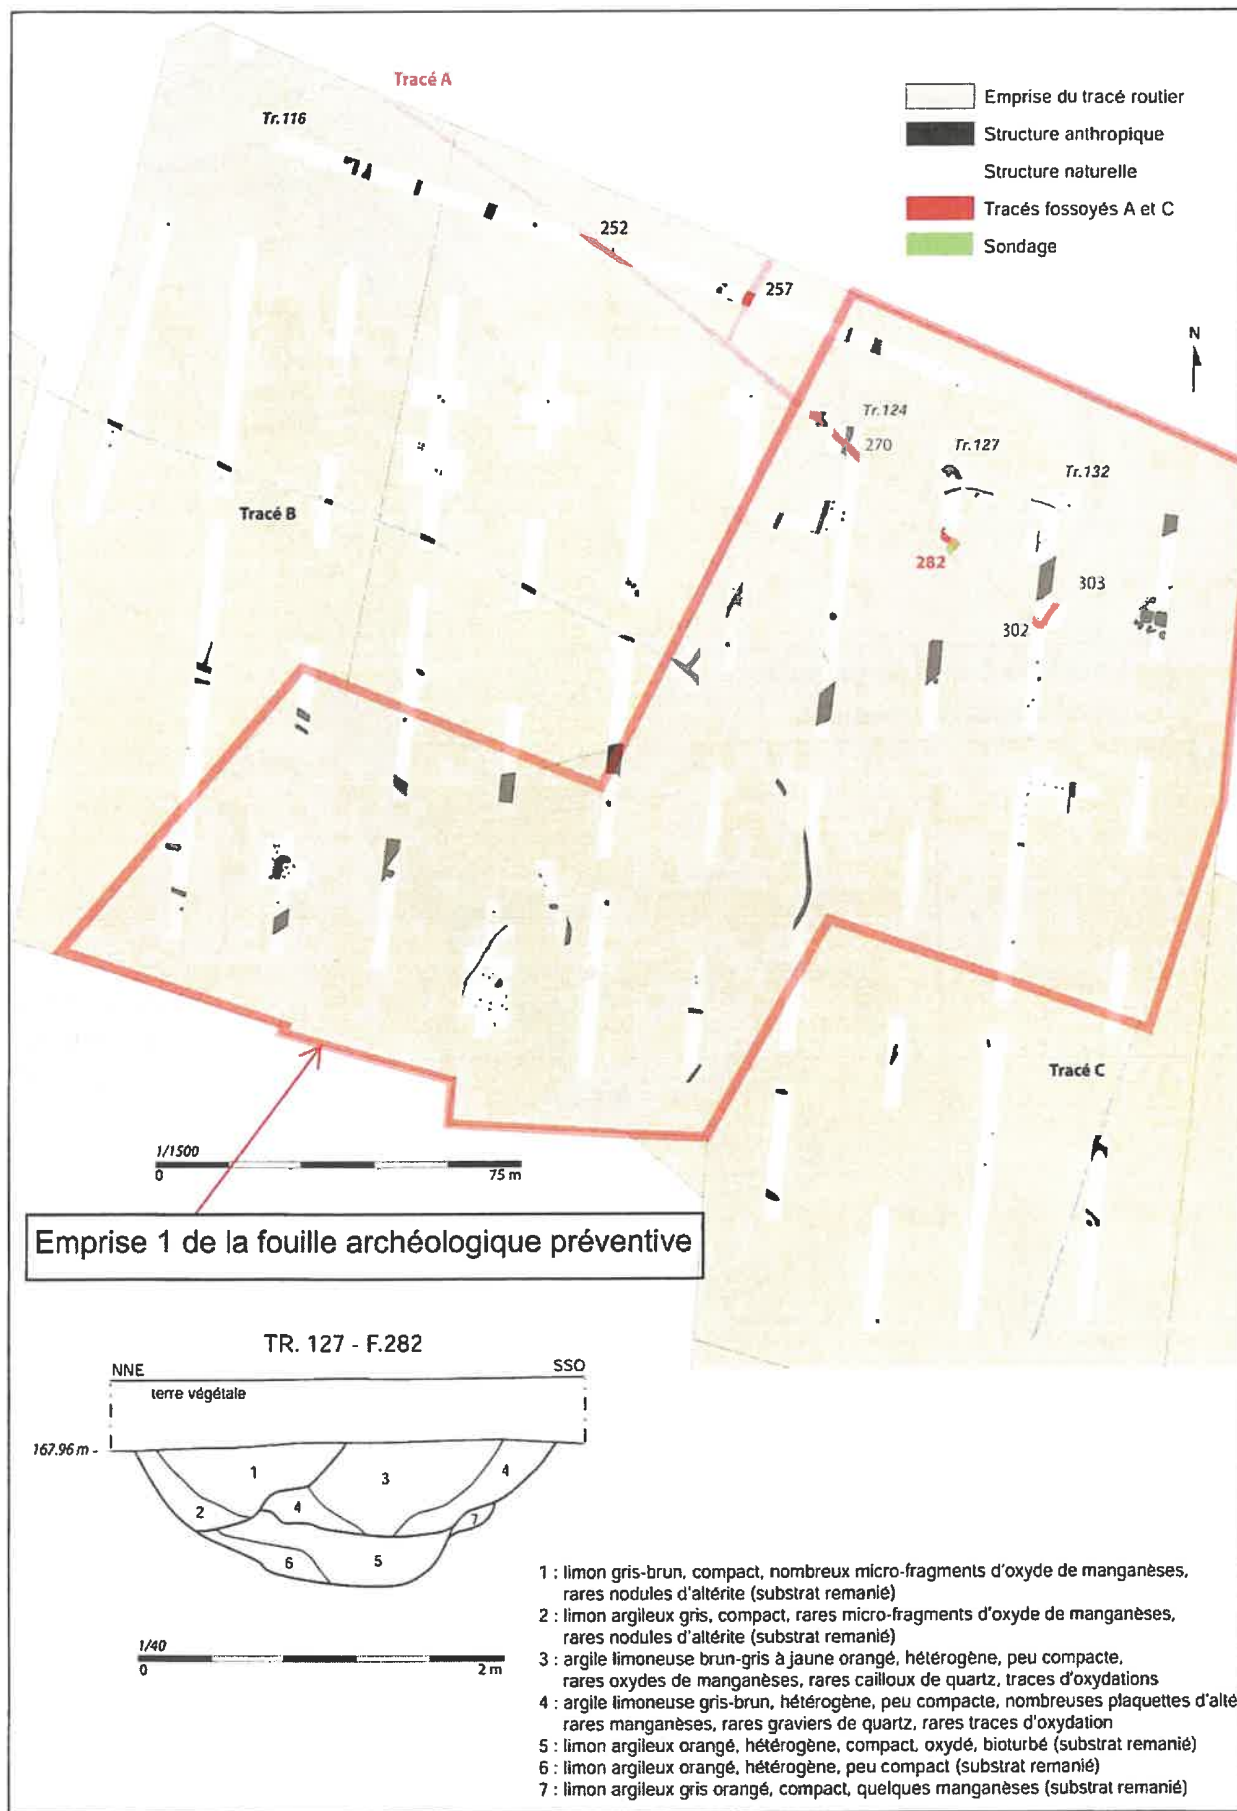 Tracé A
Tr.116
Emprise du tracé routier
Structure anthropique
Structure naturelle
Tracés fossoyés A et C
Sondage
252
257
N
Tr.124
270
Tr.127
Tr.132
Tracé B
282
303
302
Tracé C
1/1500
0 75 m
Emprise 1 de la fouille archéologique préventive
TR. 127 - F.282
NNE SSO
terre végétale
167.96 m -
1 3 4
2 4 7
6 5
1/40
0 2 m
1 : limon gris-brun, compact, nombreux micro-fragments d'oxyde de manganèses,
rares nodules d'altérite (substrat remanié)
2 : limon argileux gris, compact, rares micro-fragments d'oxyde de manganèses,
rares nodules d'altérite (substrat remanié)
3 : argile limoneuse brun-gris à jaune orangé, hétérogène, peu compacte,
rares oxydes de manganèses, rares cailloux de quartz, traces d'oxydations
4 : argile limoneuse gris-brun, hétérogène, peu compacte, nombreuses plaquettes d'alté
rares manganèses, rares graviers de quartz, rares traces d'oxydation
5 : limon argileux orangé, hétérogène, compact, oxydé, bioturbé (substrat remanié)
6 : limon argileux orangé, hétérogène, peu compact (substrat remanié)
7 : limon argileux gris orangé, compact, quelques manganèses (substrat remanié)